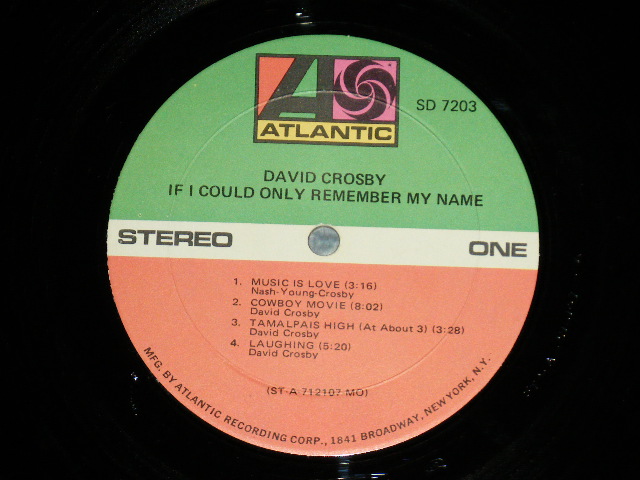 ATLANTIC
SD 7203
DAVID CROSBY
IF I COULD ONLY REMEMBER MY NAME
STEREO
ONE
1. MUSIC IS LOVE (3:16)
Nash-Young-Crosby
2. COWBOY MOVIE (8:02)
David Crosby
3. TAMALPAIS HIGH (At About 3) (3:28)
David Crosby
4. LAUGHING (5:20)
David Crosby
(ST-A-712107 MO)
MFG. BY ATLANTIC RECORDING CORP., 1841 BROADWAY, NEW YORK, N.Y.